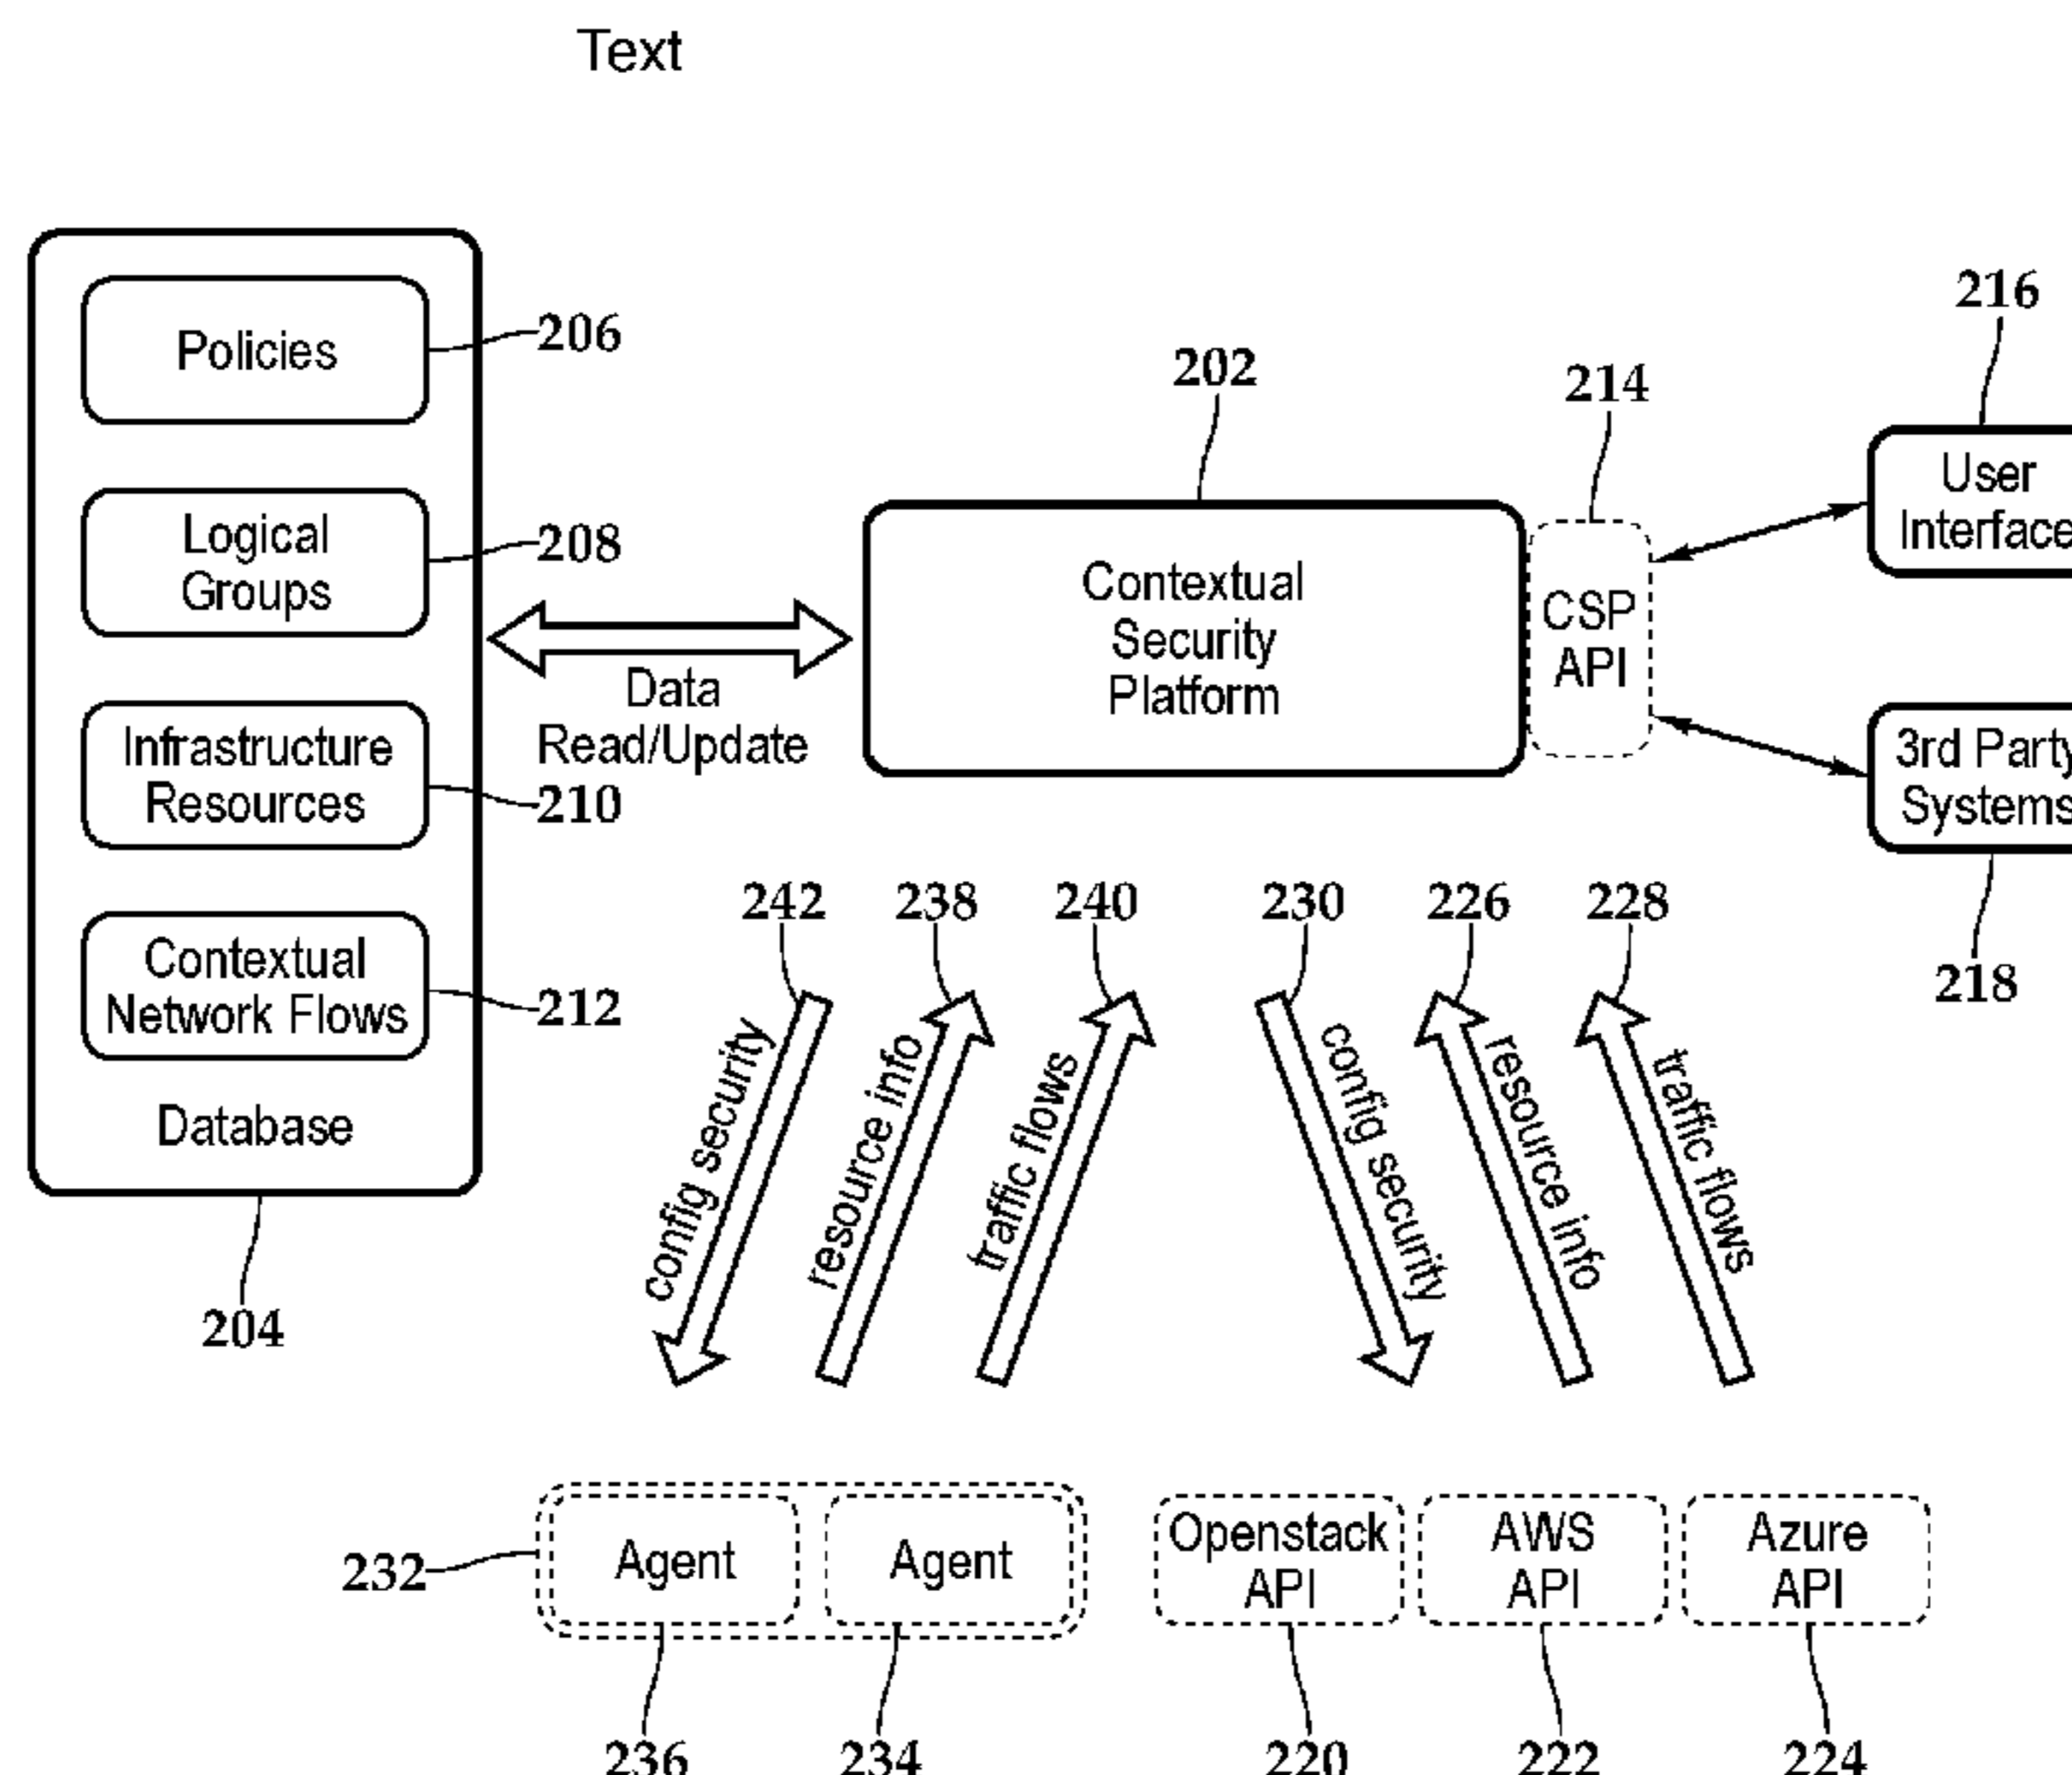 Text
Policies
206
Logical
Groups
208
Infrastructure
Resources
210
Contextual
Network Flows
212
Database
204
Data
Read/Update
202
Contextual
Security
Platform
214
CSP
API
216
User
Interface
3rd Party
Systems
218
242
238
240
230
226
228
config security
resource info
traffic flows
config security
resource info
traffic flows
232
Agent
Agent
Openstack
API
AWS
API
Azure
API
236
234
220
222
224